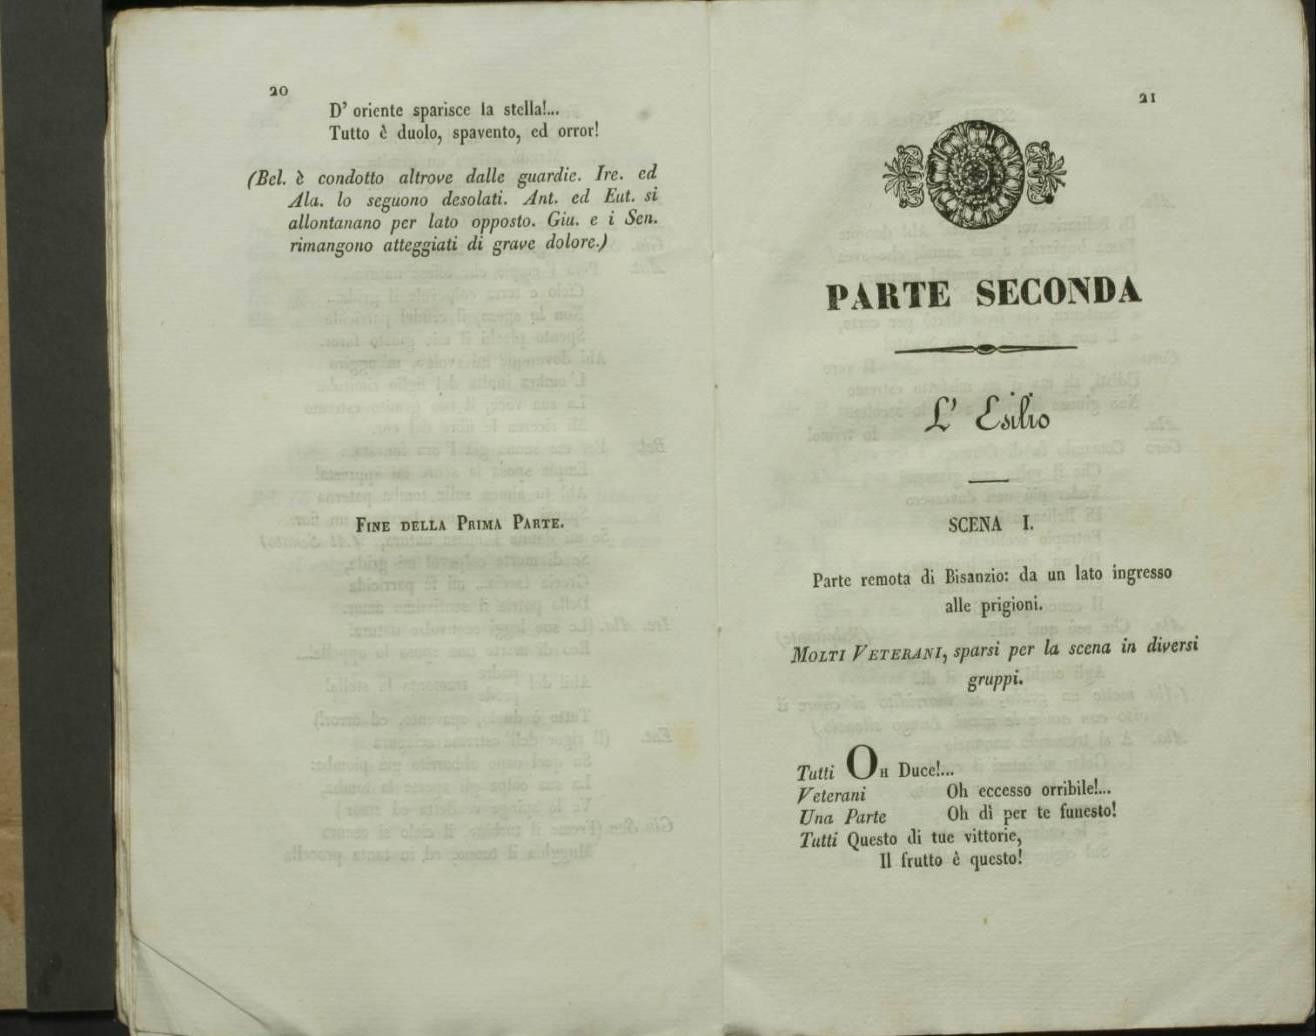 20
D' oriente sparisce la stella!...
Tutto è duolo, spavento, ed orror!
(Bel. è condotto altrove dalle guardie. Ire. ed
Ala. lo seguono desolati. Ant. ed Eut. si
allontanano per lato opposto. Giu. e i Sen.
rimangono atteggiati di grave dolore.)
FINE DELLA PRIMA PARTE.
21
PARTE SECONDA
L' Esilio
SCENA I.
Parte remota di Bisanzio: da un lato ingresso
alle prigioni.
MOLTI VETERANI, sparsi per la scena in diversi
gruppi.
Tutti OH Duce!...
Veterani Oh eccesso orribile!...
Una Parte Oh dì per te funesto!
Tutti Questo di tue vittorie,
Il frutto è questo!